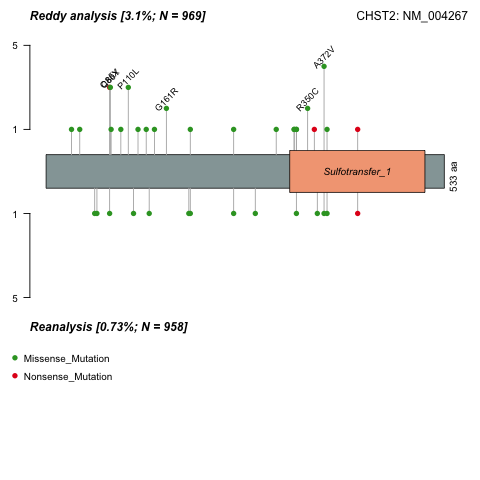 Reddy analysis [3.1%; N = 969]
CHST2: NM_004267
5
A372V
P110L
G161R
R350C
1
Sulfotransfer_1
533 aa
1
5
Reanalysis [0.73%; N = 958]
Missense_Mutation
Nonsense_Mutation